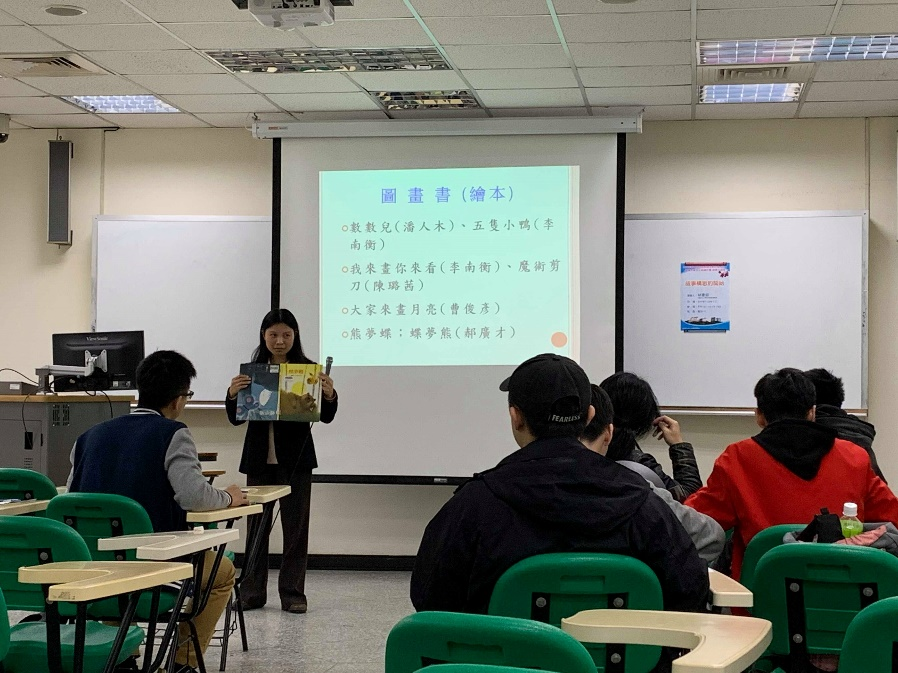 圖畫書(繪本)
數數兒(潘人木)、五隻小鴨(李
南衡)
我來畫你來看(李南衡)、魔術剪
刀(陳璐茜)
大家來畫月亮(曹俊彥)
熊夢蝶；蝶夢熊(郝廣才)
ViewSonic
FEARLESS